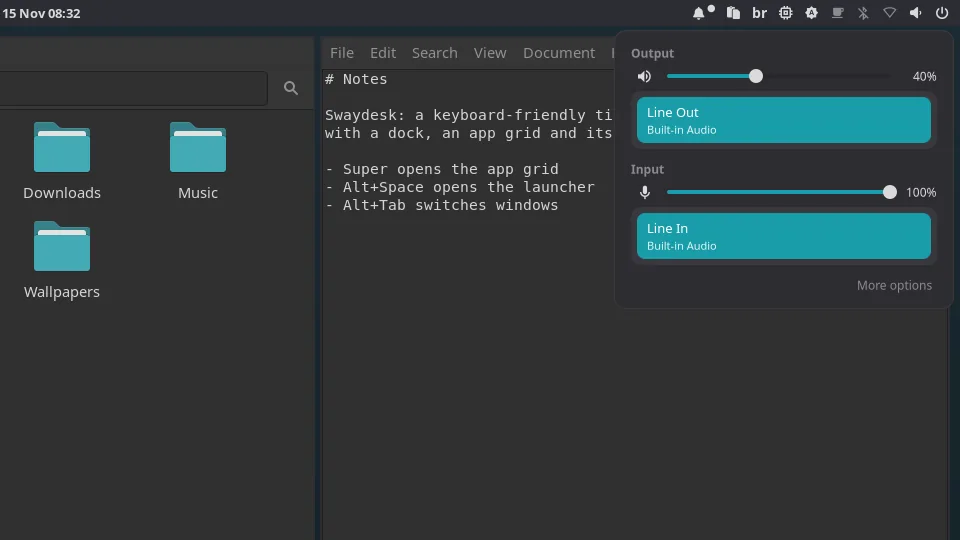 15 Nov 08:32
br
File Edit Search View Document
# Notes
Swaydesk: a keyboard-friendly
with a dock, an app grid and its
- Super opens the app grid
- Alt+Space opens the launcher
- Alt+Tab switches windows
Downloads
Music
Wallpapers
Output
40%
Line Out
Built-in Audio
Input
100%
Line In
Built-in Audio
More options